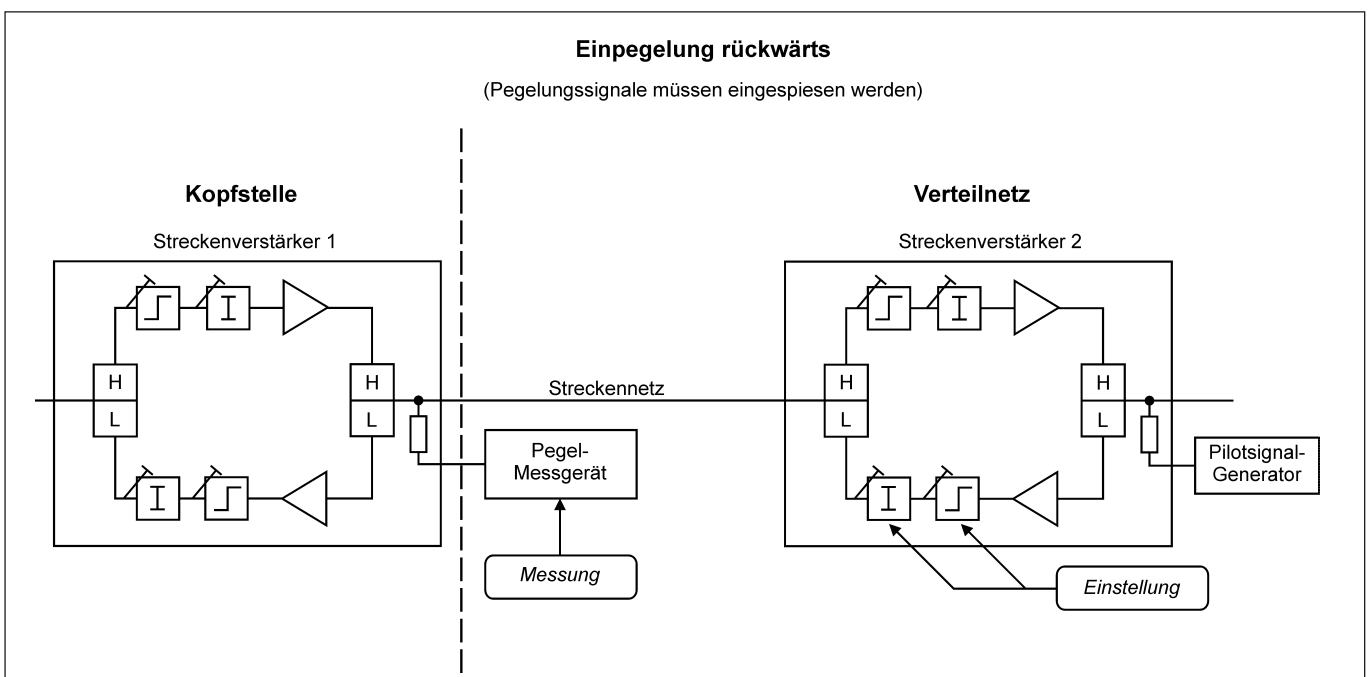 Einpegelung rückwärts
(Pegelungssignale müssen eingespiesen werden)
Kopfstelle
Verteilnetz
Streckenverstärker 1
Streckenverstärker 2
H
L
H
L
Streckennetz
H
L
H
L
Pegel-
Messgerät
Pilotsignal-
Generator
Messung
Einstellung